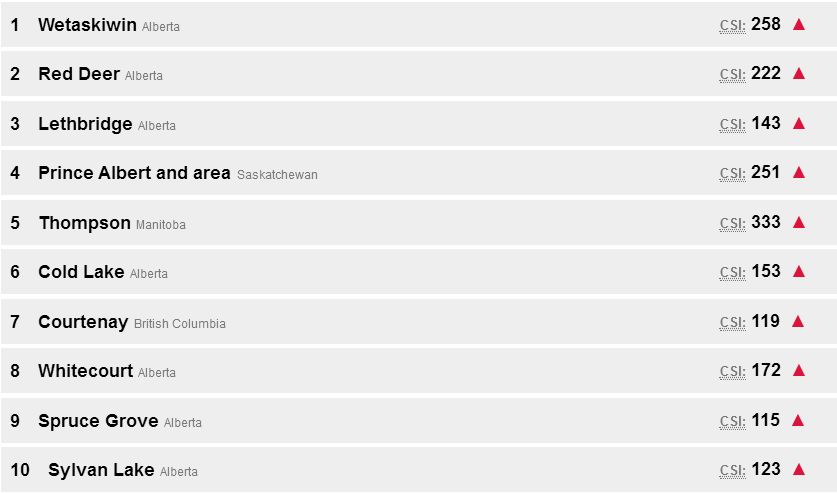 1 Wetaskiwin Alberta CSI: 258 ▲
2 Red Deer Alberta CSI: 222 ▲
3 Lethbridge Alberta CSI: 143 ▲
4 Prince Albert and area Saskatchewan CSI: 251 ▲
5 Thompson Manitoba CSI: 333 ▲
6 Cold Lake Alberta CSI: 153 ▲
7 Courtenay British Columbia CSI: 119 ▲
8 Whitecourt Alberta CSI: 172 ▲
9 Spruce Grove Alberta CSI: 115 ▲
10 Sylvan Lake Alberta CSI: 123 ▲